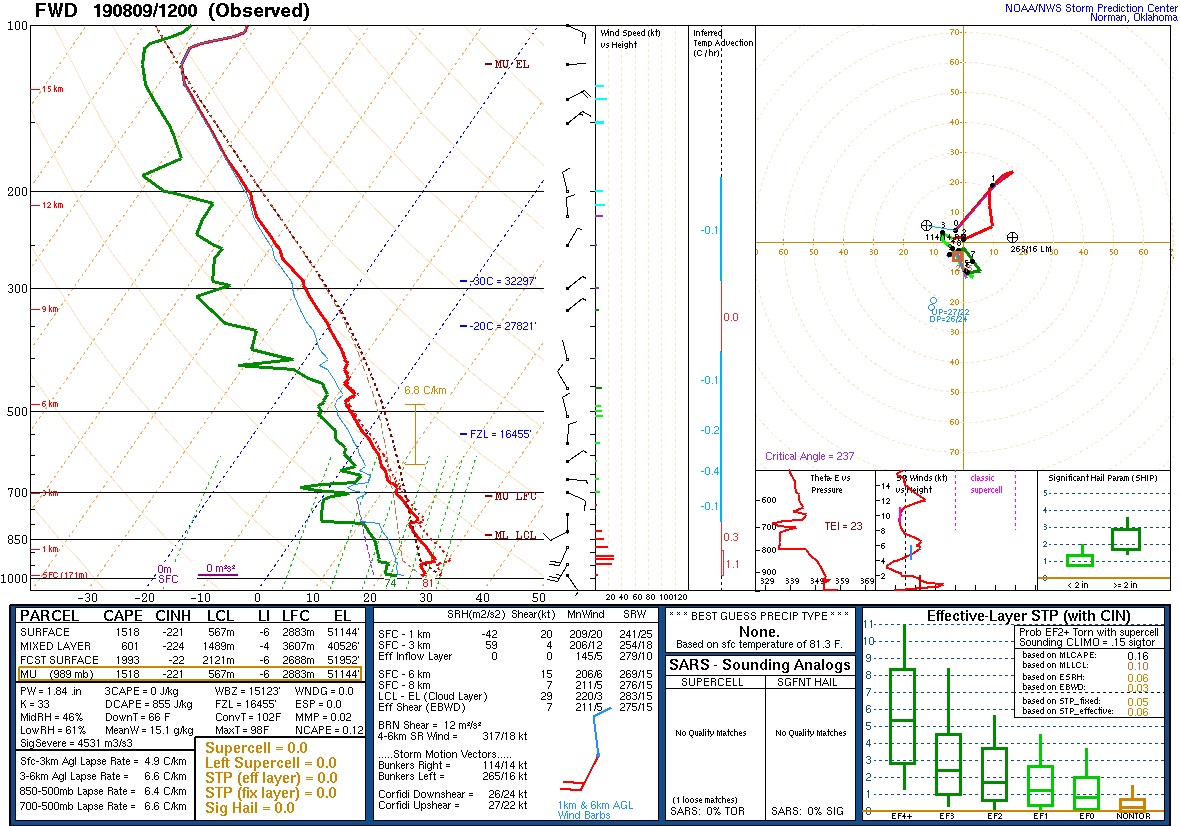 FWD 190809/1200 (Observed)
NOAA/NWS Storm Prediction Center
Norman, Oklahoma
100
200
300
400
500
700
850
1000
15 km
12 km
9 km
6 km
3 km
1 km
SFC (171m)
MU EL
-30C = 32297'
-20C = 27821'
6.8 C/km
FZL = 16455'
MU LFC
ML LCL
0m
SFC
0 m²s²
74
81
-30 -20 -10 0 10 20 30 40 50
Wind Speed (kt)
vs Height
20 40 60 80 100120
Inferred
Temp Advection
(C /hr)
-0.1
0.0
-0.1
-0.2
-0.4
-0.1
0.3
1.1
70
60
50
40
30
20
10
60 50 40 30 20 10
10 20 30 40 50 60
20
30
40
50
60
70
265/16 LM
UP=27/22
DP=26/24
Critical Angle = 237
Theta-E vs
Pressure
600
700
800
900
TEI = 23
329 339 349 359 369
SR Winds (kt)
vs Height
classic
supercell
14
12
10
8
6
4
2
Significant Hail Param (SHIP)
5
4
3
2
1
0
< 2 in
>= 2 in
PARCEL CAPE CINH LCL LI LFC EL
SURFACE 1518 -221 567m -6 2883m 51144'
MIXED LAYER 601 -224 1489m -4 3607m 40526'
FCST SURFACE 1993 -22 2121m -6 2688m 51952'
MU (989 mb) 1518 -221 567m -6 2883m 51144'
PW = 1.84 .in 3CAPE = 0 J/kg WBZ = 15123' WNDG = 0.0
K = 33 DCAPE = 855 J/kg FZL = 16455' ESP = 0.0
MidRH = 46% DownT = 66 F ConvT = 102F MMP = 0.02
LowRH = 61% MeanW = 15.1 g/kg MaxT = 98F NCAPE = 0.12
SigSevere = 4531 m3/s3
Sfc-3km Agl Lapse Rate = 4.9 C/km
3-6km Agl Lapse Rate = 6.6 C/km
850-500mb Lapse Rate = 6.4 C/km
700-500mb Lapse Rate = 6.6 C/km
Supercell = 0.0
Left Supercell = 0.0
STP (eff layer) = 0.0
STP (fix layer) = 0.0
Sig Hail = 0.0
SRH(m2/s2) Shear(kt) MnWind SRW
SFC - 1 km -42 20 209/20 241/25
SFC - 3 km 59 4 206/12 254/18
Eff Inflow Layer 0 0 145/5 279/10
SFC - 6 km 15 206/6 269/15
SFC - 8 km 7 211/5 276/15
LCL - EL (Cloud Layer) 29 220/3 283/15
Eff Shear (EBWD) 7 211/5 275/15
BRN Shear = 12 m²/s²
4-6km SR Wind = 317/18 kt
.....Storm Motion Vectors.....
Bunkers Right = 114/14 kt
Bunkers Left = 265/16 kt
Corfidi Downshear = 26/24 kt
Corfidi Upshear = 27/22 kt
1km & 6km AGL
Wind Barbs
* * * BEST GUESS PRECIP TYPE * * *
None.
Based on sfc temperature of 81.3 F.
SARS - Sounding Analogs
SUPERCELL SGFNT HAIL
No Quality Matches No Quality Matches
(1 loose matches)
SARS: 0% TOR SARS: 0% SIG
Effective-Layer STP (with CIN)
11
10
9
8
7
6
5
4
3
2
1
0
Prob EF2+ Torn with supercell
Sounding CLIMO = .15 sigtor
based on MLCAPE: 0.16
based on MLLCL: 0.10
based on ESRH: 0.06
based on EBWD: 0.03
based on STP_fixed: 0.05
based on STP_effective: 0.06
EF4+ EF3 EF2 EF1 EF0 NONTOR